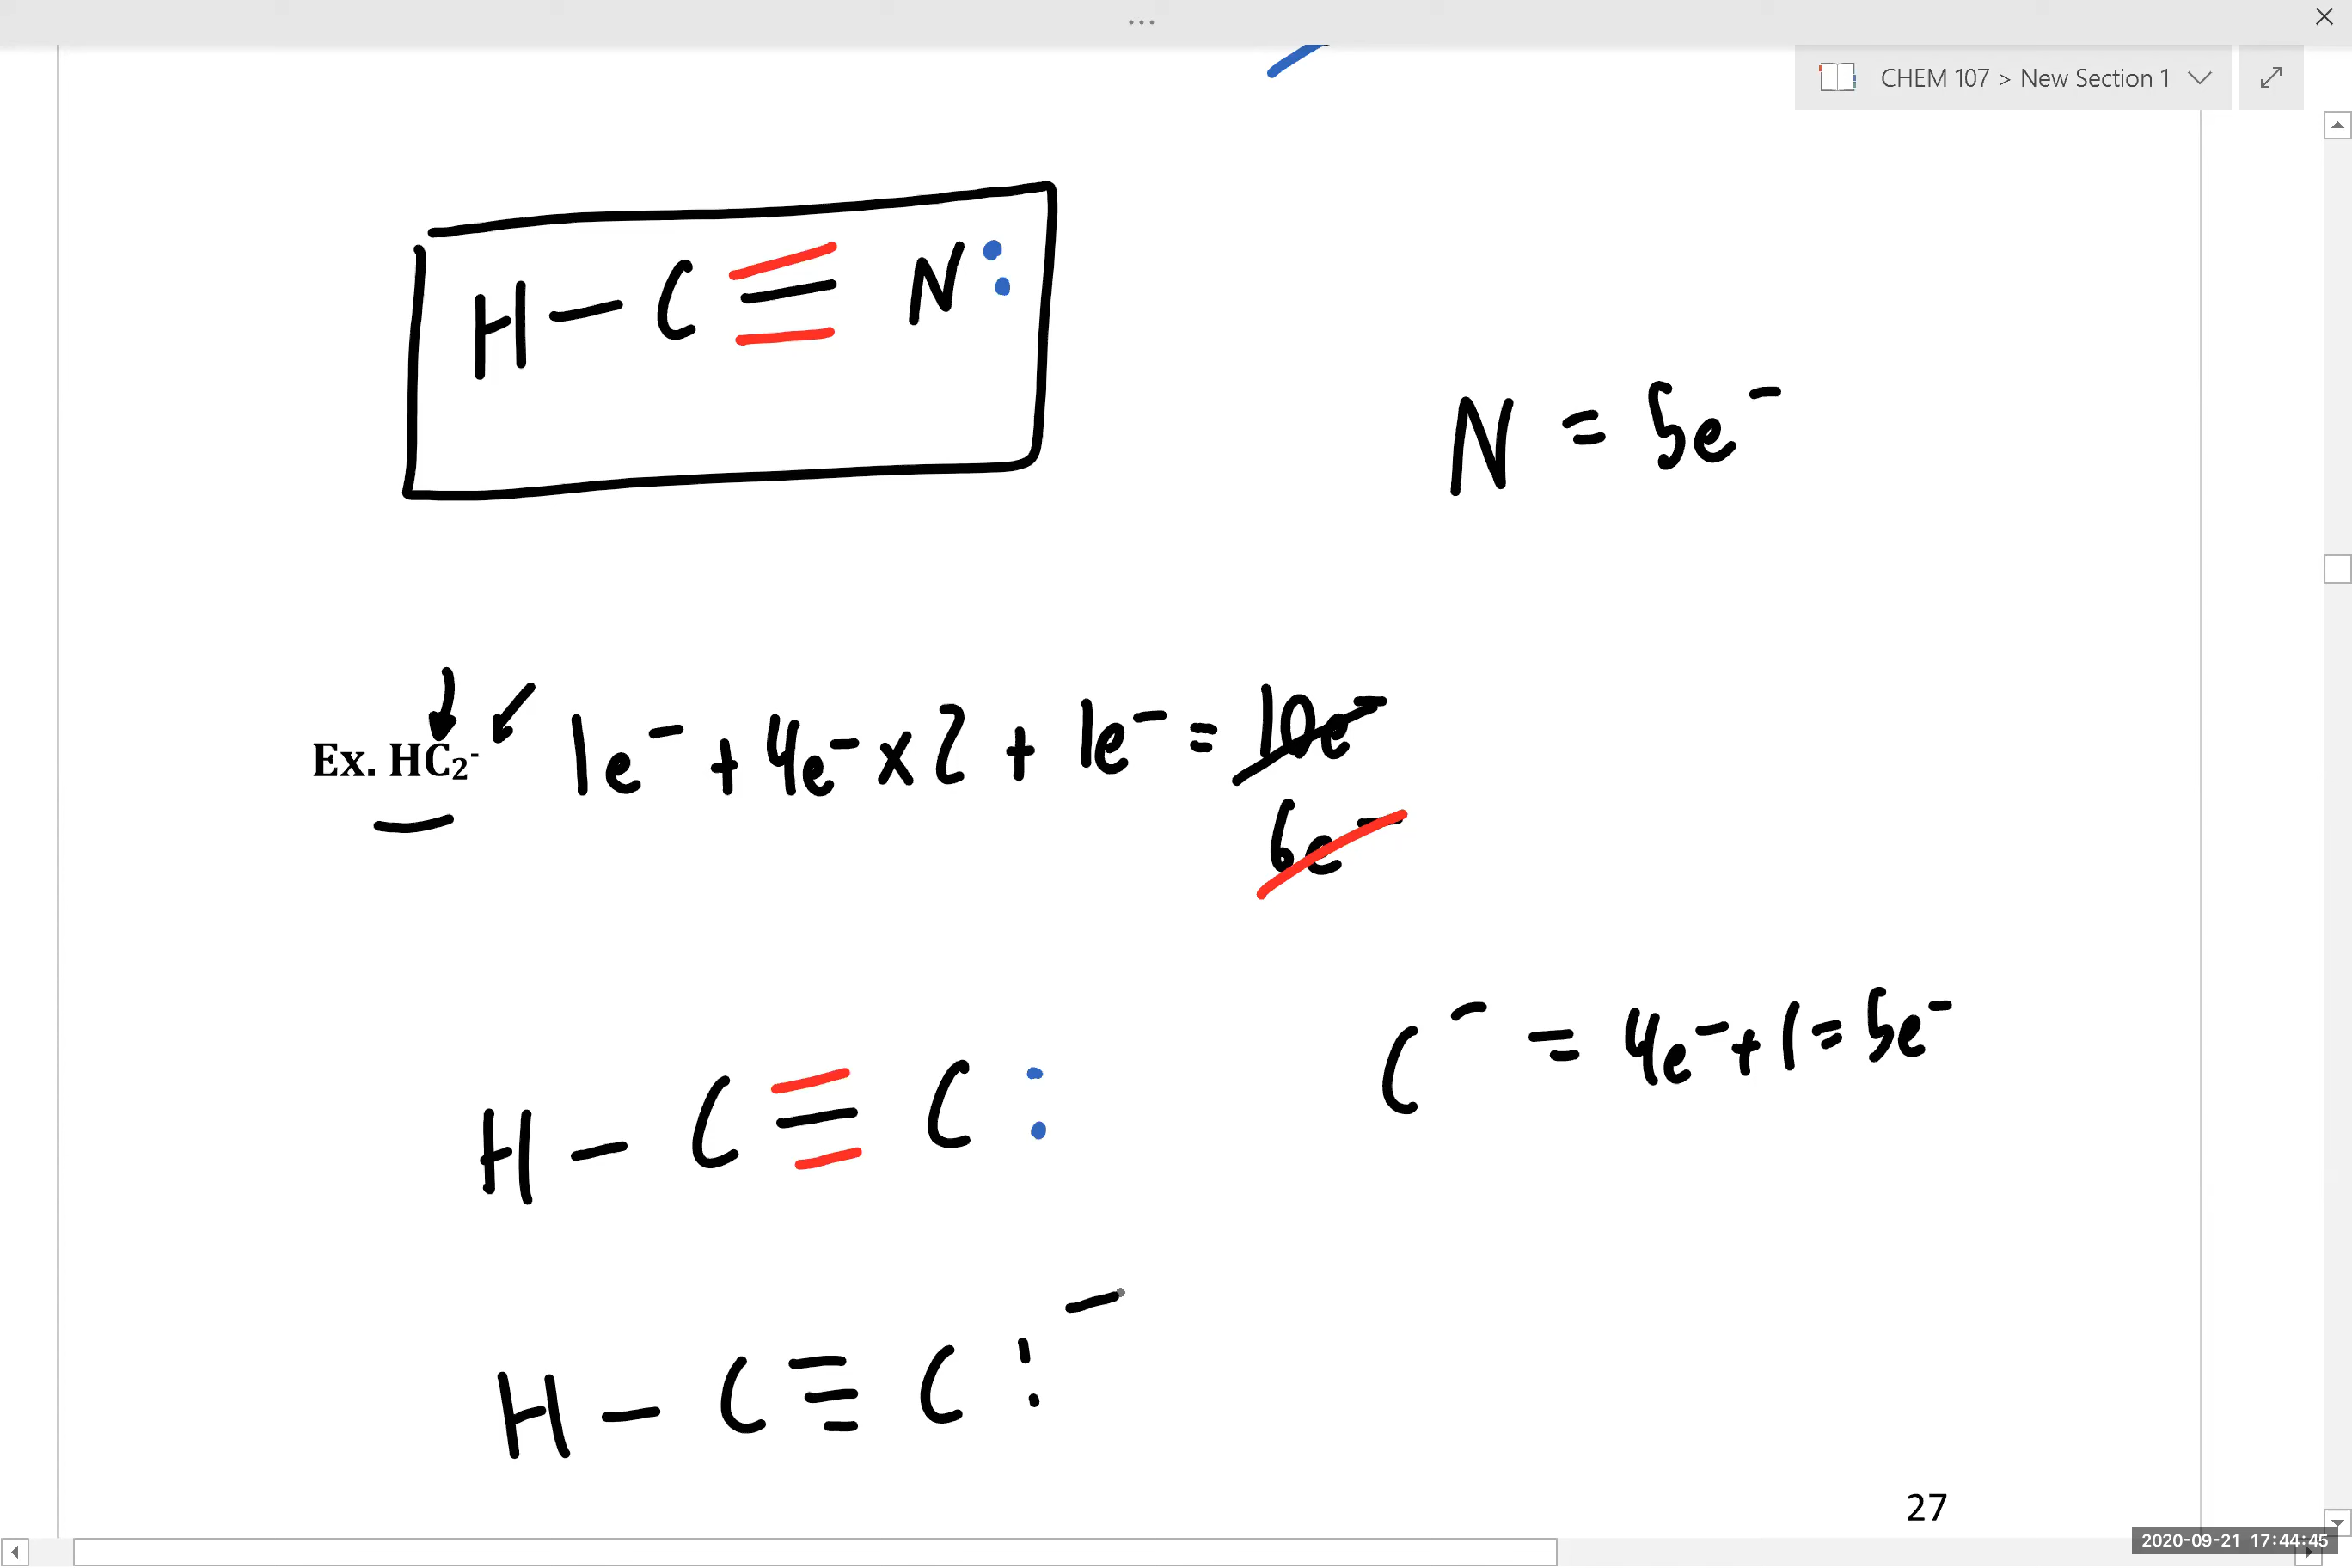 ...
CHEM 107 > New Section 1
H — C ≡ N:
N = 5e⁻
Ex. HC₂⁻ 1e⁻ + 4e⁻ x 2 + 1e⁻ = 10e⁻
6e⁻
C⁻ = 4e⁻ + 1 = 5e⁻
H — C ≡ C :
H — C ≡ C : ⁻
27
2020-09-21 17:44:45